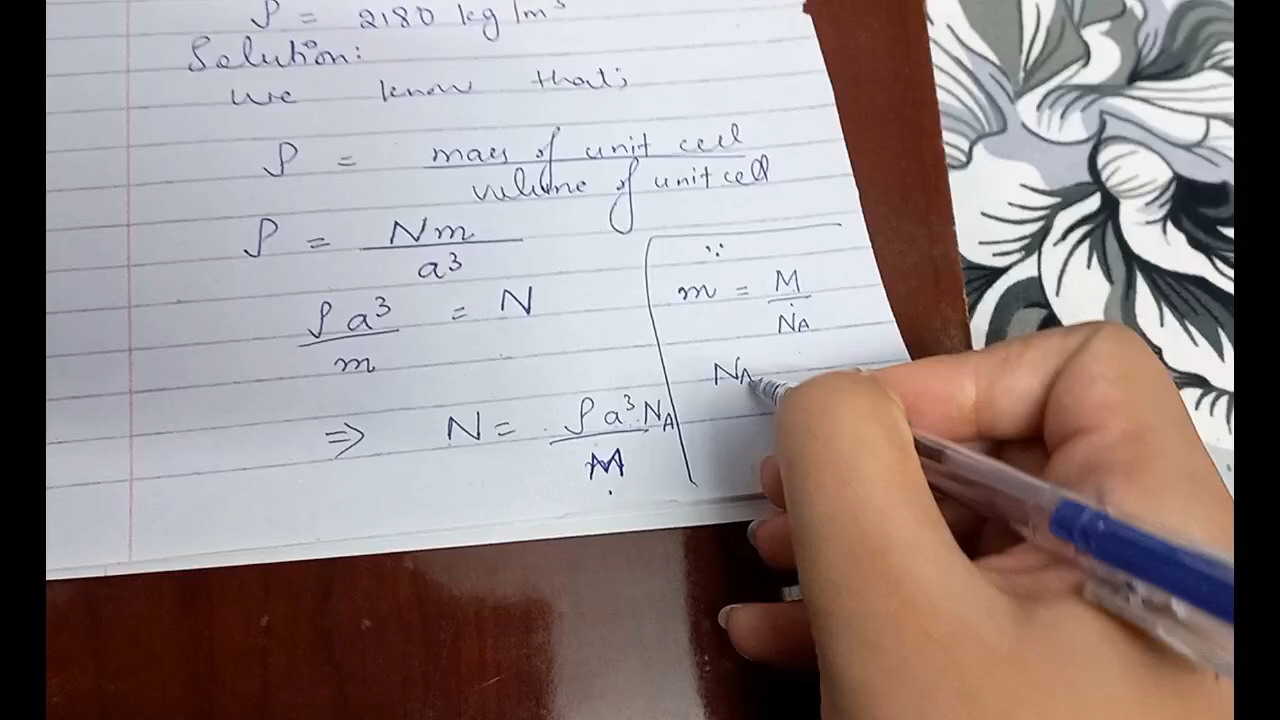 ρ = 2180 kg/m³
Solution:
we know that;
ρ = mass of unit cell / volume of unit cell
ρ = Nm / a³
ρa³ / m = N
⇒ N = ρa³NA / M
∵
m = M / NA
NA